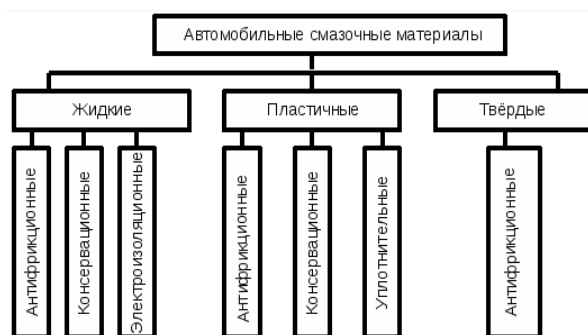 Автомобильные смазочные материалы
Жидкие
Пластичные
Твёрдые
Антифрикционные
Консервационные
Электроизоляционные
Антифрикционные
Консервационные
Уплотнительные
Антифрикционные